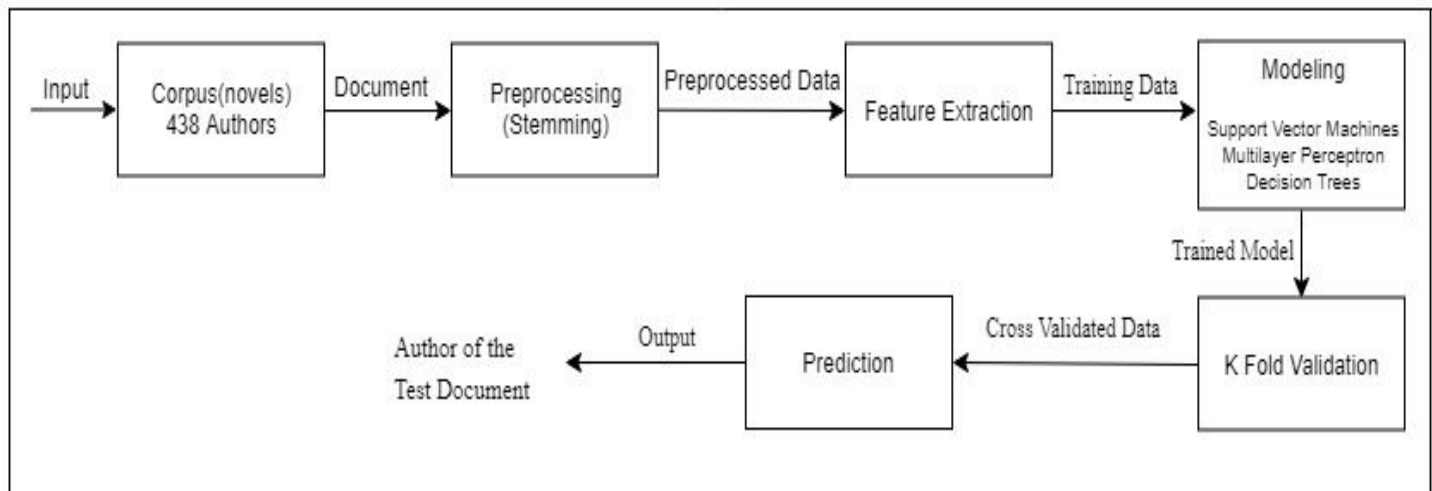 Input
Corpus(novels)
438 Authors
Document
Preprocessing
(Stemming)
Preprocessed Data
Feature Extraction
Training Data
Modeling
Support Vector Machines
Multilayer Perceptron
Decision Trees
Trained Model
K Fold Validation
Cross Validated Data
Prediction
Output
Author of the
Test Document